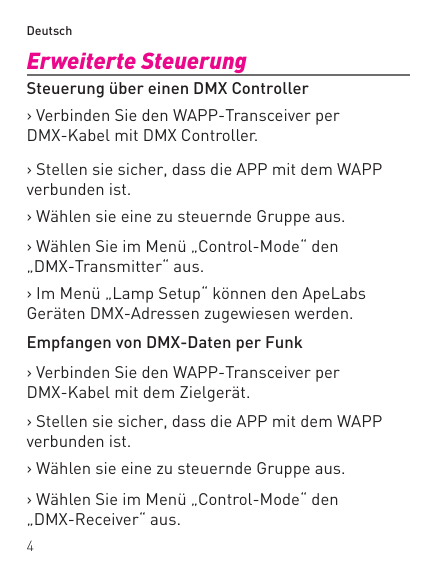 Deutsch
Erweiterte Steuerung
Steuerung über einen DMX Controller
› Verbinden Sie den WAPP-Transceiver per
DMX-Kabel mit DMX Controller.
› Stellen sie sicher, dass die APP mit dem WAPP
verbunden ist.
› Wählen sie eine zu steuernde Gruppe aus.
› Wählen Sie im Menü „Control-Mode“ den
„DMX-Transmitter“ aus.
› Im Menü „Lamp Setup“ können den ApeLabs
Geräten DMX-Adressen zugewiesen werden.
Empfangen von DMX-Daten per Funk
› Verbinden Sie den WAPP-Transceiver per
DMX-Kabel mit dem Zielgerät.
› Stellen sie sicher, dass die APP mit dem WAPP
verbunden ist.
› Wählen sie eine zu steuernde Gruppe aus.
› Wählen Sie im Menü „Control-Mode“ den
„DMX-Receiver“ aus.
4